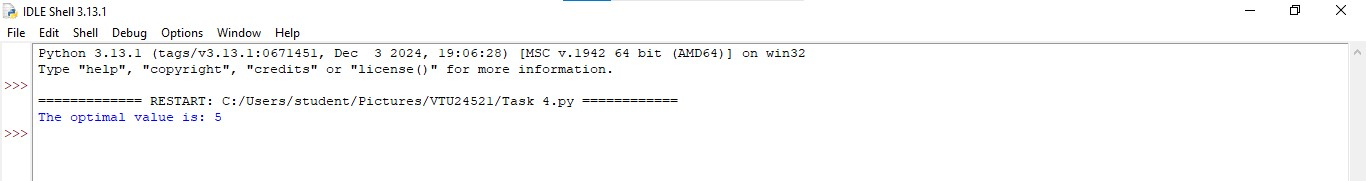 IDLE Shell 3.13.1
File Edit Shell Debug Options Window Help
Python 3.13.1 (tags/v3.13.1:0671451, Dec  3 2024, 19:06:28) [MSC v.1942 64 bit (AMD64)] on win32
Type "help", "copyright", "credits" or "license()" for more information.
>>>
============= RESTART: C:/Users/student/Pictures/VTU24521/Task 4.py ============
The optimal value is: 5
>>>